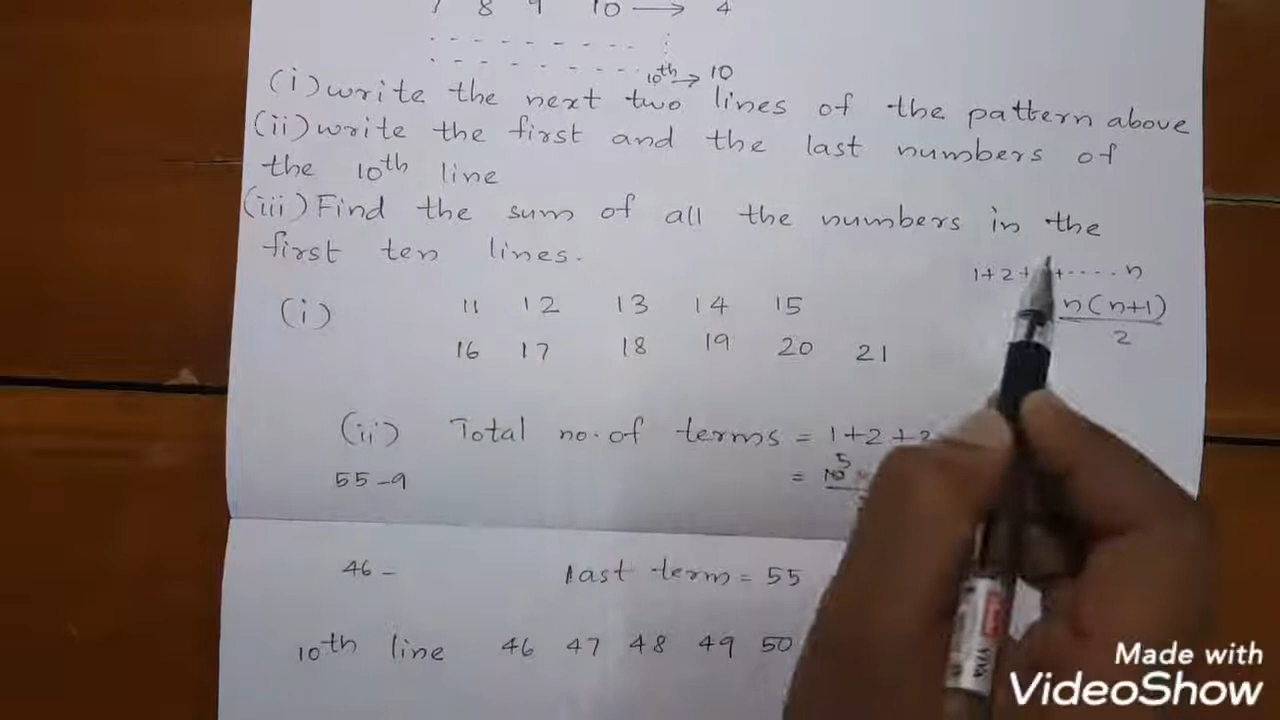 7 8 9 10 → 4
10th → 10
(i) write the next two lines of the pattern above
(ii) write the first and the last numbers of
the 10th line
(iii) Find the sum of all the numbers in the
first ten lines.
1+2+ +.... n
n(n+1)
2
(i) 11 12 13 14 15
16 17 18 19 20 21
(ii) Total no. of terms = 1+2+
55-9 = 10 5
46 - last term = 55
10th line 46 47 48 49 50
VIVA
Made with
VideoShow